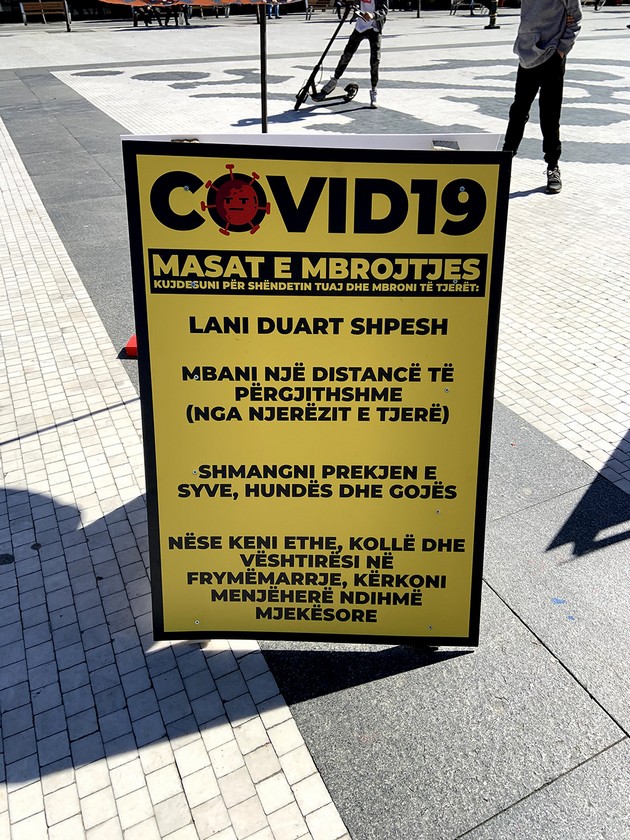 COVID19
MASAT E MBROJTJES
KUJDESUNI PËR SHËNDETIN TUAJ DHE MBRONI TË TJERËT:
LANI DUART SHPESH
MBANI NJË DISTANCË TË
PËRGJITHSHME
(NGA NJERËZIT E TJERË)
SHMANGNI PREKJEN E
SYVE, HUNDËS DHE GOJËS
NËSE KENI ETHE, KOLLË DHE
VËSHTIRËSI NË
FRYMËMARRJE, KËRKONI
MENJËHERË NDIHMË
MJEKËSORE